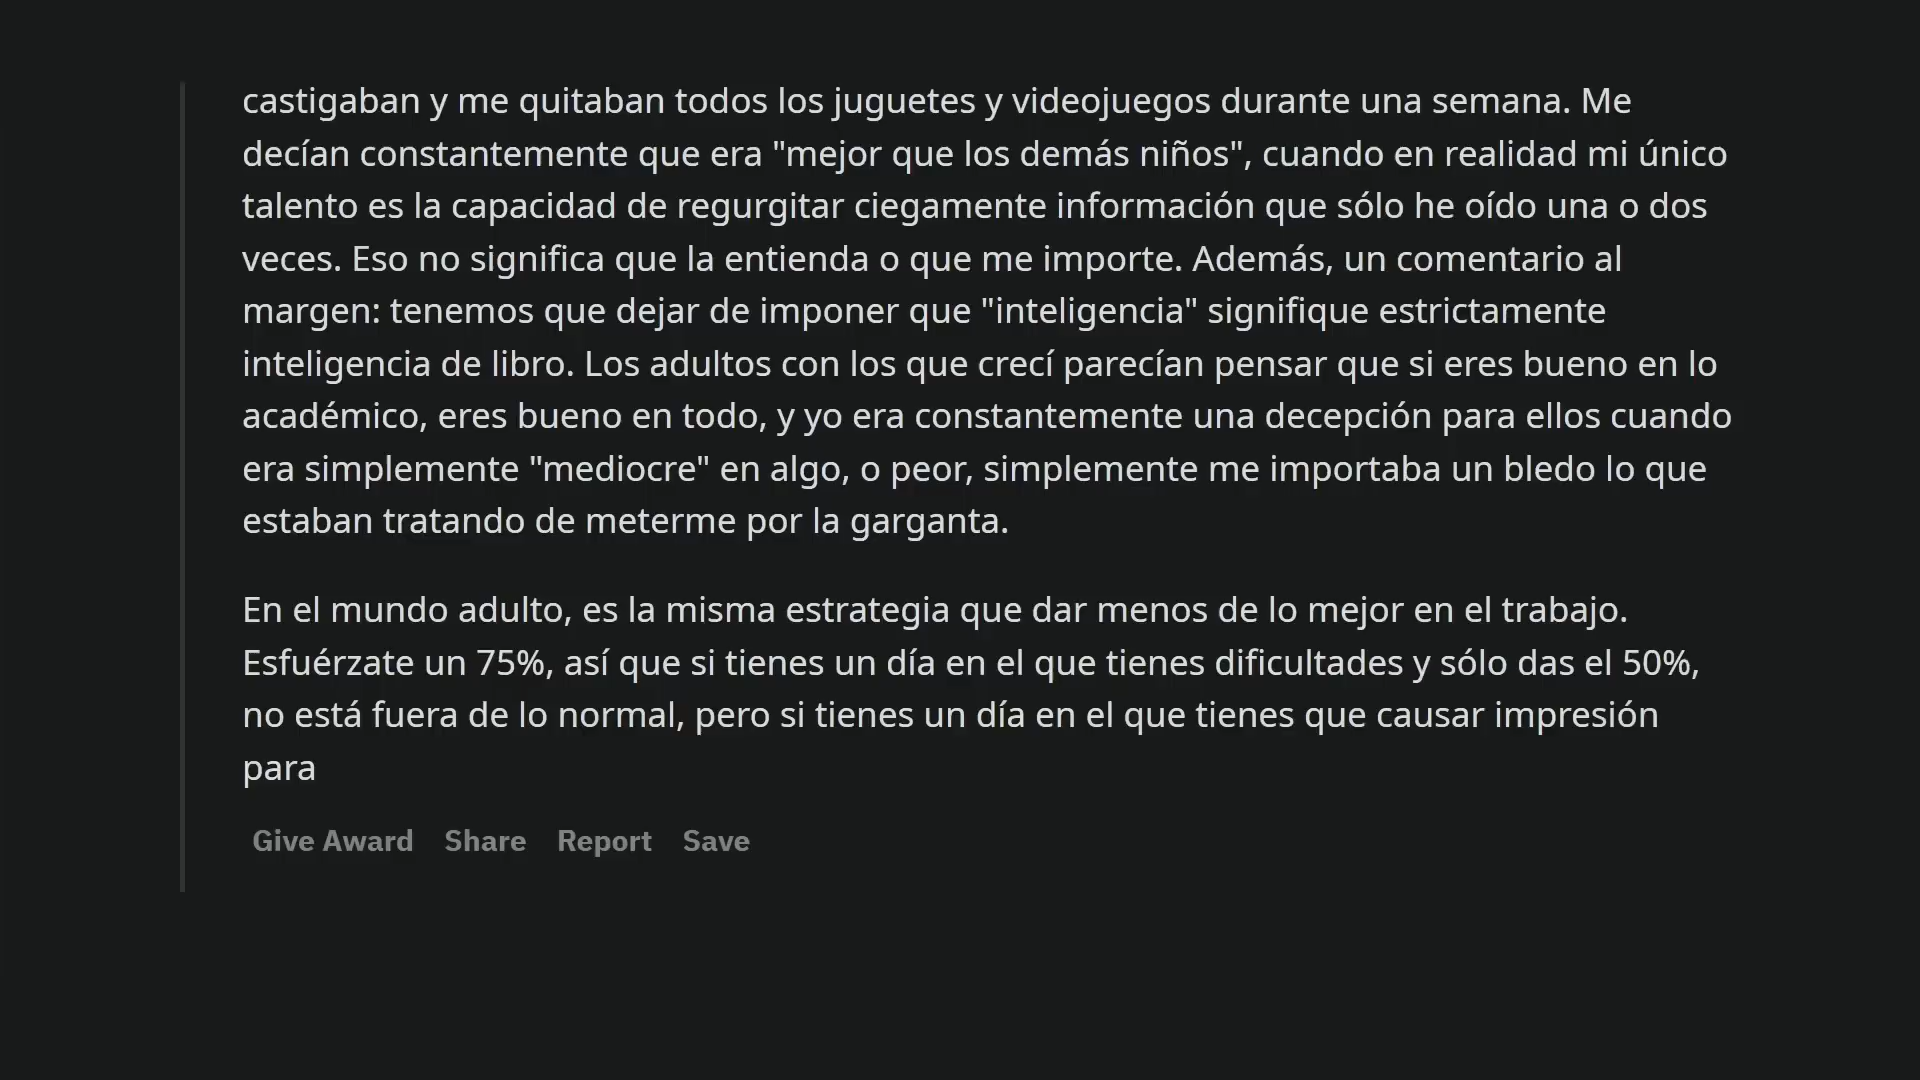 castigaban y me quitaban todos los juguetes y videojuegos durante una semana. Me
decían constantemente que era "mejor que los demás niños", cuando en realidad mi único
talento es la capacidad de regurgitar ciegamente información que sólo he oído una o dos
veces. Eso no significa que la entienda o que me importe. Además, un comentario al
margen: tenemos que dejar de imponer que "inteligencia" signifique estrictamente
inteligencia de libro. Los adultos con los que crecí parecían pensar que si eres bueno en lo
académico, eres bueno en todo, y yo era constantemente una decepción para ellos cuando
era simplemente "mediocre" en algo, o peor, simplemente me importaba un bledo lo que
estaban tratando de meterme por la garganta.
En el mundo adulto, es la misma estrategia que dar menos de lo mejor en el trabajo.
Esfuérzate un 75%, así que si tienes un día en el que tienes dificultades y sólo das el 50%,
no está fuera de lo normal, pero si tienes un día en el que tienes que causar impresión
para
Give Award Share Report Save